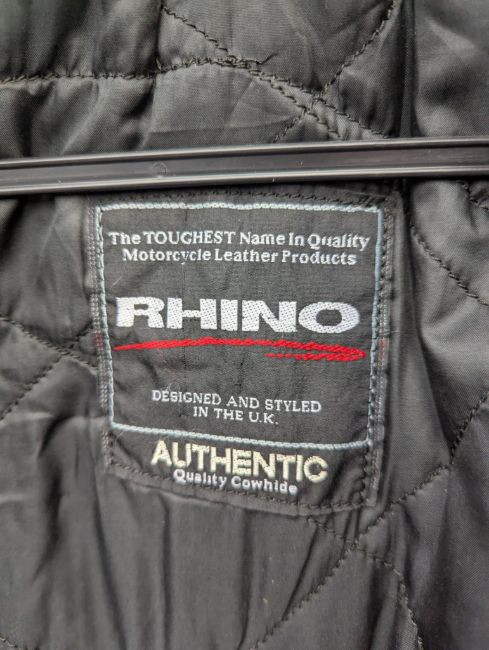 The TOUGHEST Name In Quality
Motorcycle Leather Products
RHINO
DESIGNED AND STYLED
IN THE U.K.
AUTHENTIC
Quality Cowhide